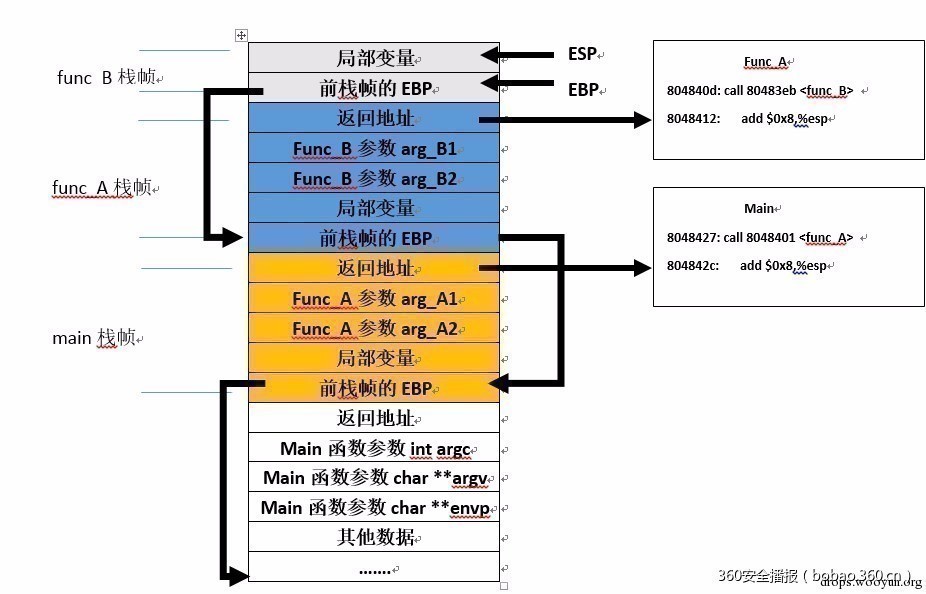 func_B 栈帧
func_A 栈帧
main 栈帧
局部变量
前栈帧的 EBP
返回地址
Func_B 参数 arg_B1
Func_B 参数 arg_B2
局部变量
前栈帧的 EBP
返回地址
Func_A 参数 arg_A1
Func_A 参数 arg_A2
局部变量
前栈帧的 EBP
返回地址
Main 函数参数 int argc
Main 函数参数 char **argv
Main 函数参数 char **envp
其他数据
.......
ESP
EBP
Func_A
804840d: call 80483eb <func_B>
8048412: add $0x8,%esp
Main
8048427: call 8048401 <func_A>
804842c: add $0x8,%esp
360安全播报（bobao.360.cn）
drops.wooyun.org